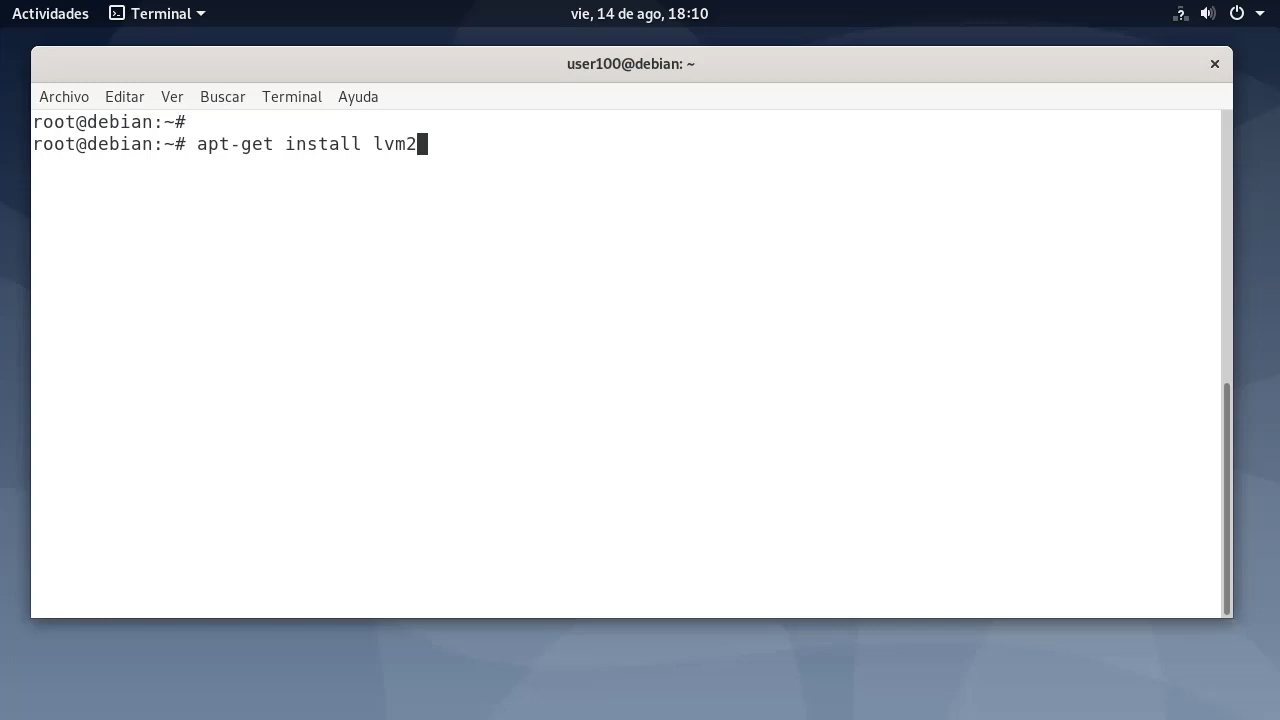 Actividades Terminal vie, 14 de ago, 18:10 ?
user100@debian: ~ ×
Archivo Editar Ver Buscar Terminal Ayuda
root@debian:~#
root@debian:~# apt-get install lvm2